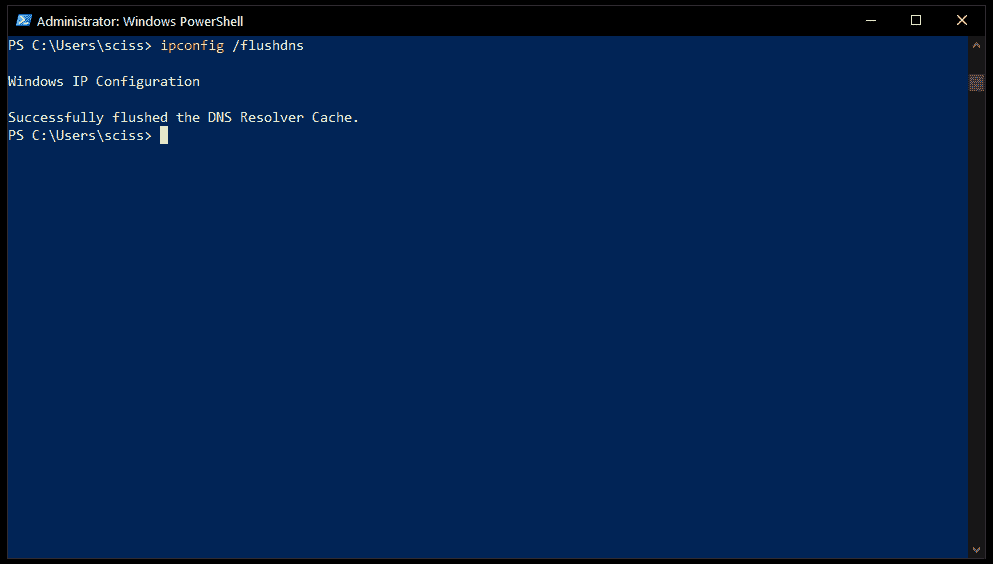 Administrator: Windows PowerShell
PS C:\Users\sciss> ipconfig /flushdns
Windows IP Configuration
Successfully flushed the DNS Resolver Cache.
PS C:\Users\sciss>